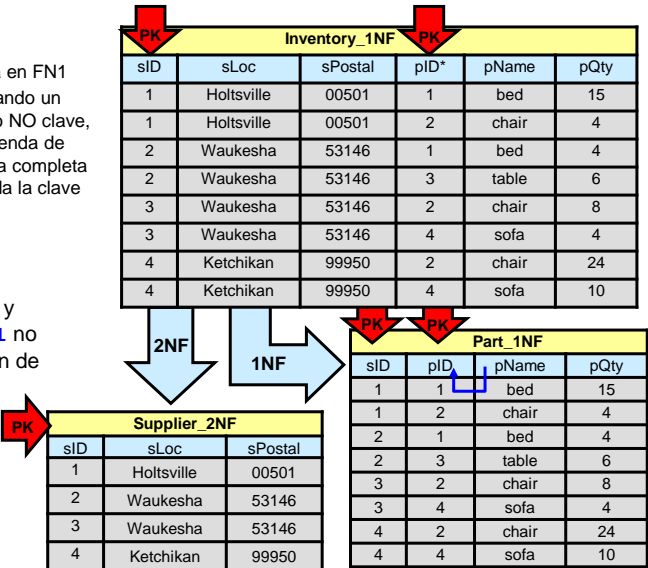 PK
PK
Inventory_1NF
sID sLoc sPostal pID* pName pQty
1 Holtsville 00501 1 bed 15
1 Holtsville 00501 2 chair 4
2 Waukesha 53146 1 bed 4
2 Waukesha 53146 3 table 6
3 Waukesha 53146 2 chair 8
3 Waukesha 53146 4 sofa 4
4 Ketchikan 99950 2 chair 24
4 Ketchikan 99950 4 sofa 10
en FN1
NO clave,
completa
la clave
y
no
de
2NF
1NF
PK
PK
Part_1NF
sID pID pName pQty
1 1 bed 15
1 2 chair 4
2 1 bed 4
2 3 table 6
3 2 chair 8
3 4 sofa 4
4 2 chair 24
4 4 sofa 10
PK
Supplier_2NF
sID sLoc sPostal
1 Holtsville 00501
2 Waukesha 53146
3 Waukesha 53146
4 Ketchikan 99950